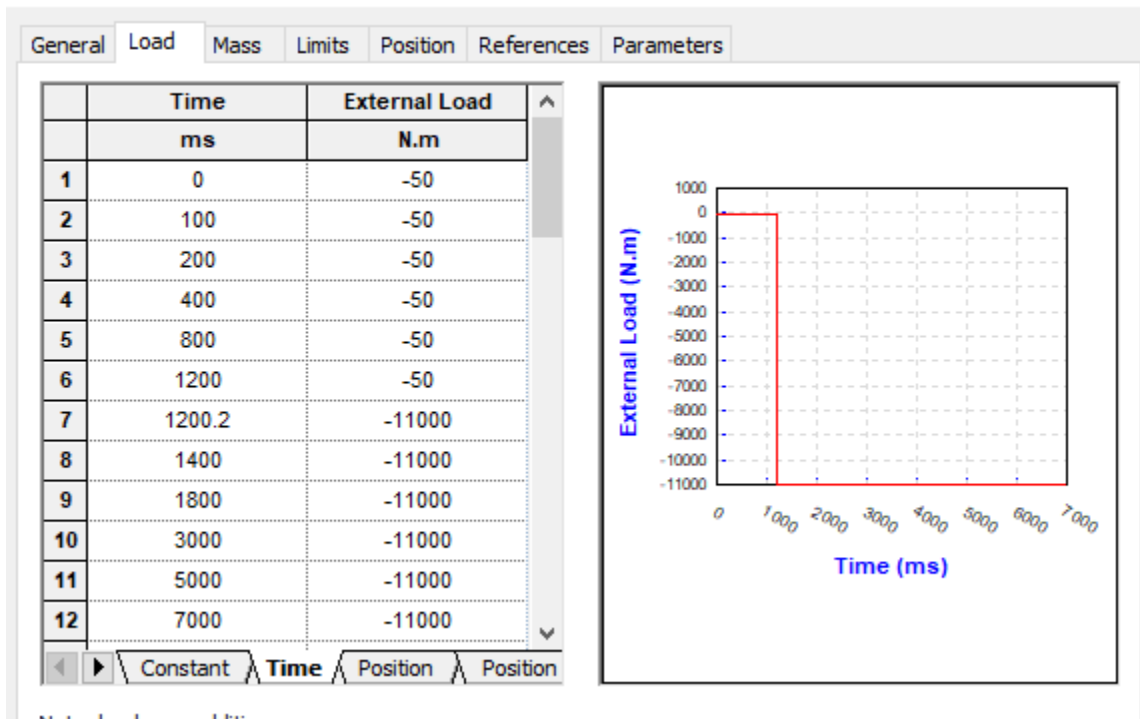 General Load Mass Limits Position References Parameters
Time External Load
ms N.m
1 0 -50
2 100 -50
3 200 -50
4 400 -50
5 800 -50
6 1200 -50
7 1200.2 -11000
8 1400 -11000
9 1800 -11000
10 3000 -11000
11 5000 -11000
12 7000 -11000
Constant Time Position Position
External Load (N.m)
1000
0
-1000
-2000
-3000
-4000
-5000
-6000
-7000
-8000
-9000
-10000
-11000
0 1000 2000 3000 4000 5000 6000 7000
Time (ms)